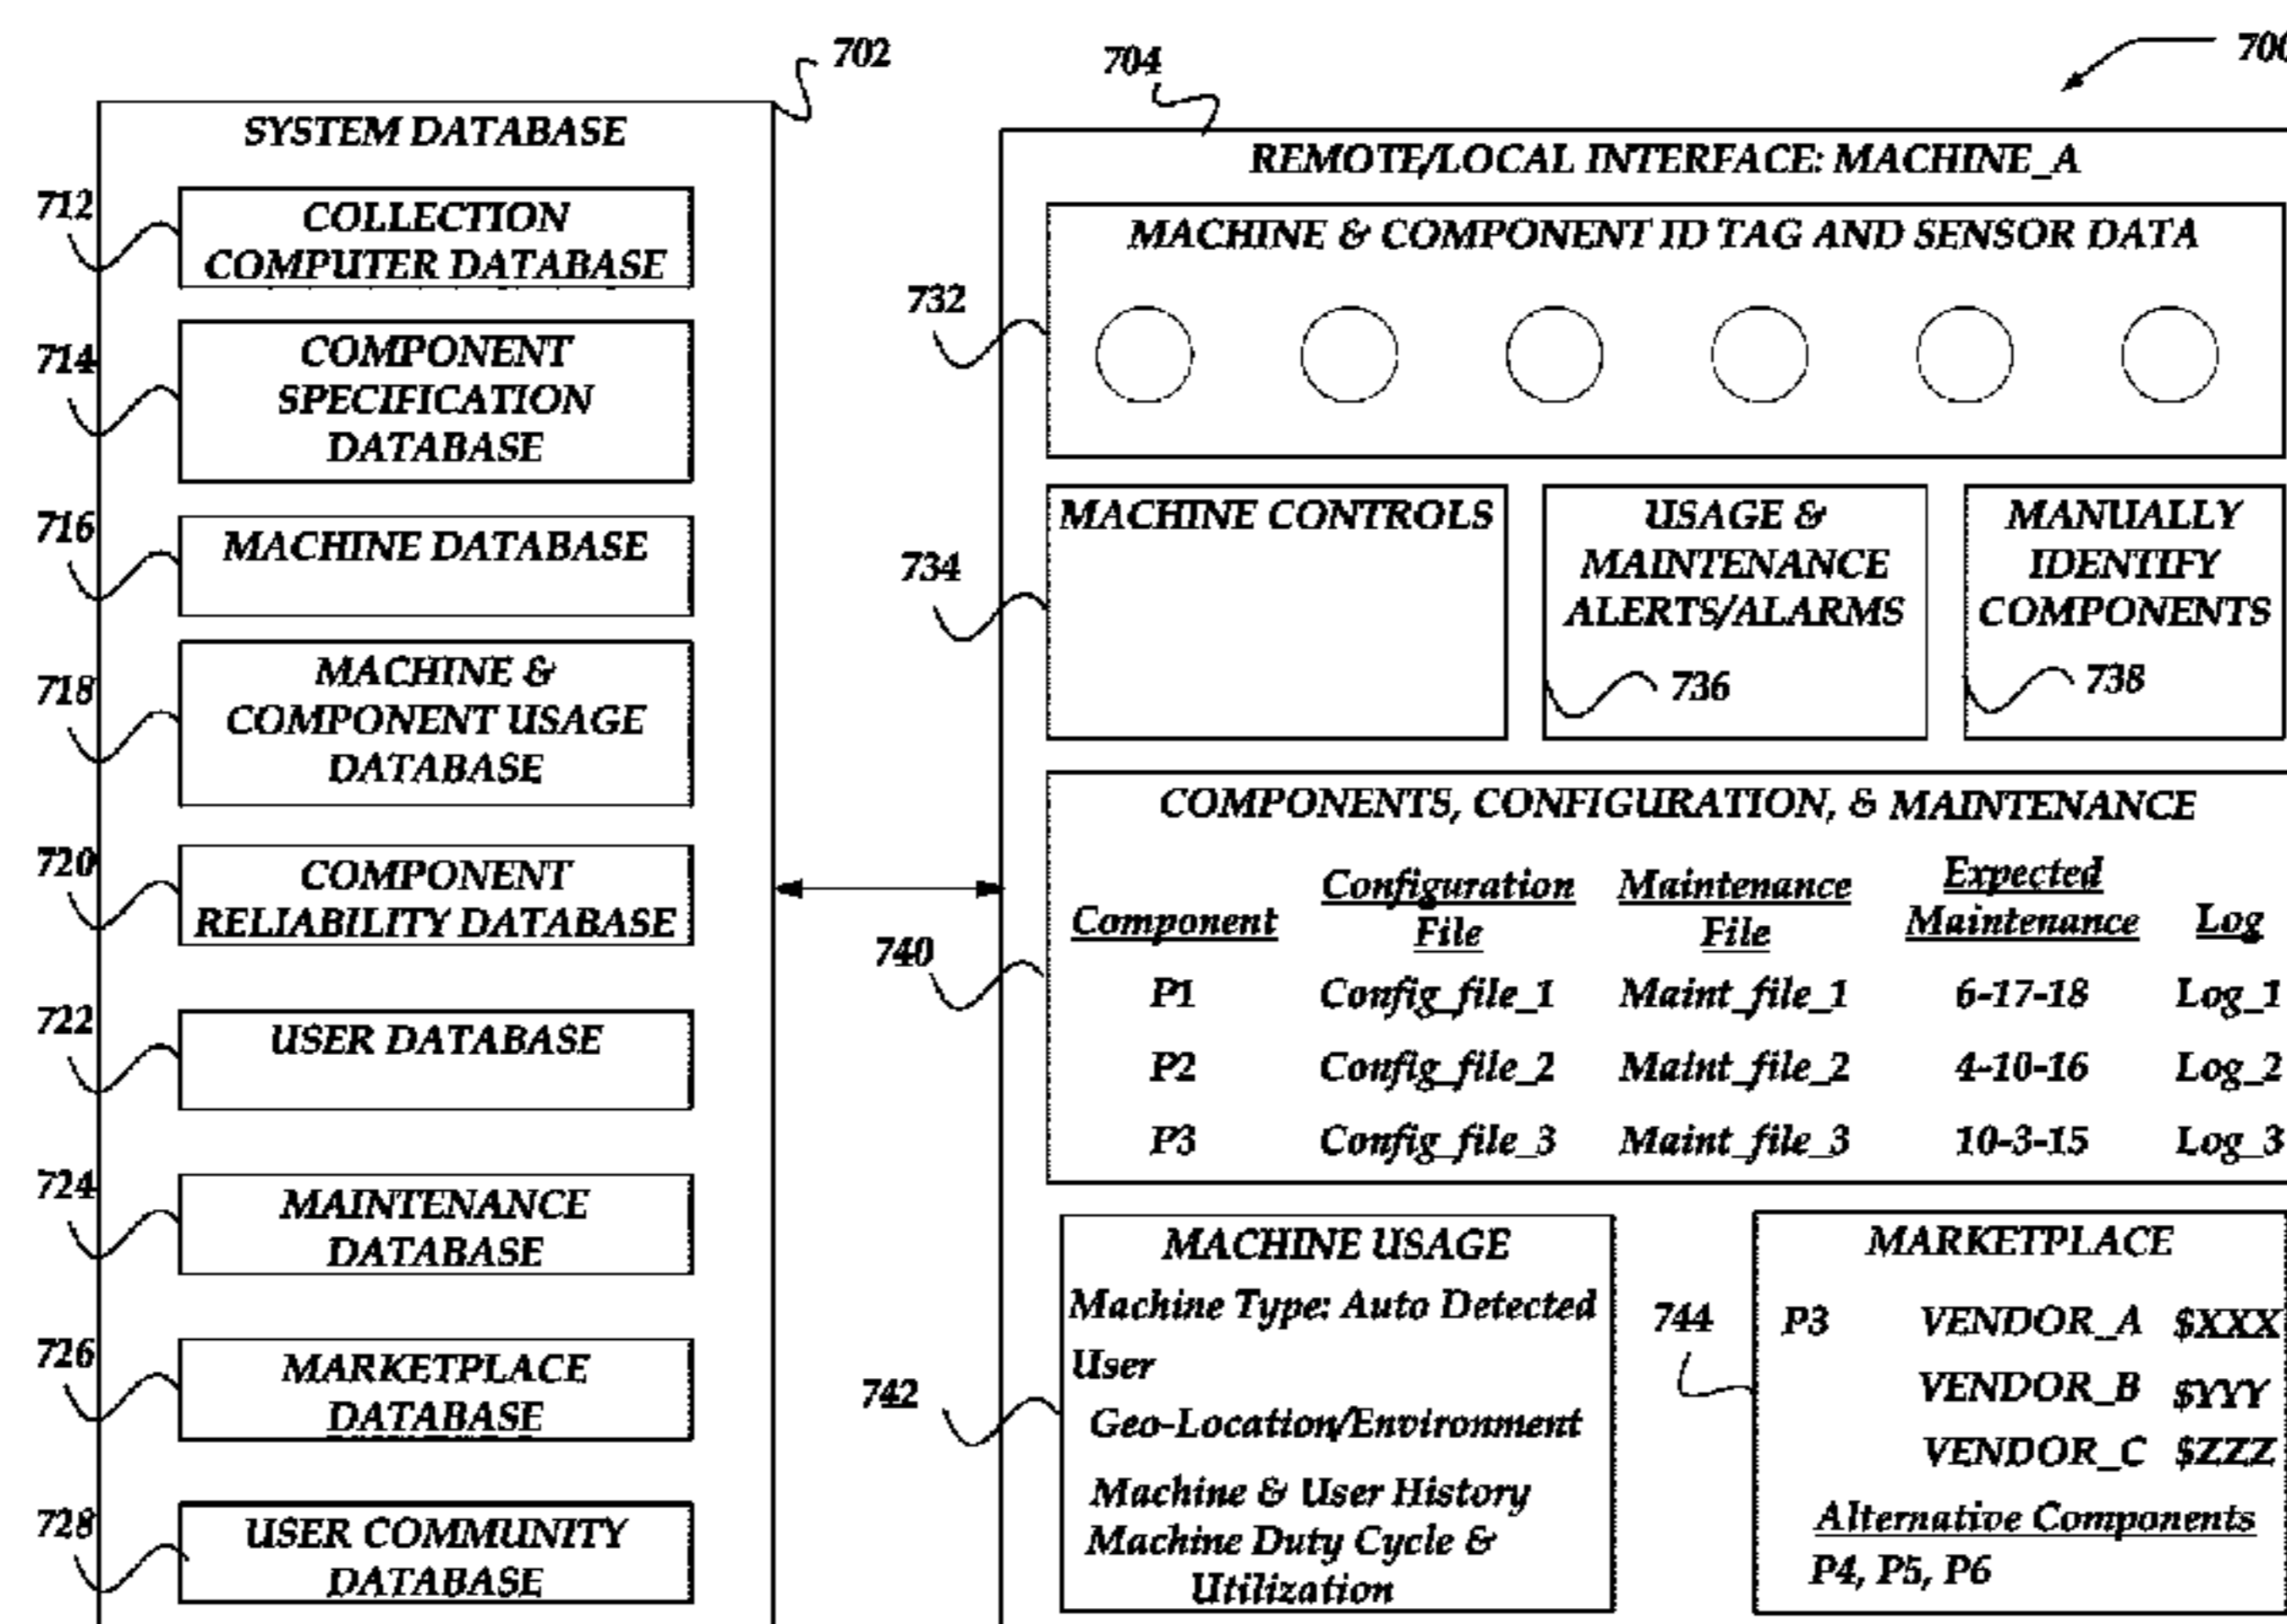 702
704
700
SYSTEM DATABASE
712
COLLECTION
COMPUTER DATABASE
714
COMPONENT
SPECIFICATION
DATABASE
716
MACHINE DATABASE
718
MACHINE &
COMPONENT USAGE
DATABASE
720
COMPONENT
RELIABILITY DATABASE
722
USER DATABASE
724
MAINTENANCE
DATABASE
726
MARKETPLACE
DATABASE
728
USER COMMUNITY
DATABASE
REMOTE/LOCAL INTERFACE: MACHINE_A
MACHINE & COMPONENT ID TAG AND SENSOR DATA
732
MACHINE CONTROLS
734
USAGE &
MAINTENANCE
ALERTS/ALARMS
736
MANUALLY
IDENTIFY
COMPONENTS
738
COMPONENTS, CONFIGURATION, & MAINTENANCE
740
Component Configuration File Maintenance File Expected Maintenance Log
P1 Config_file_1 Maint_file_1 6-17-18 Log_1
P2 Config_file_2 Maint_file_2 4-10-16 Log_2
P3 Config_file_3 Maint_file_3 10-3-15 Log_3
742
MACHINE USAGE
Machine Type: Auto Detected
User
Geo-Location/Environment
Machine & User History
Machine Duty Cycle &
Utilization
744
MARKETPLACE
P3 VENDOR_A $XXX
VENDOR_B $YYY
VENDOR_C $ZZZ
Alternative Components
P4, P5, P6